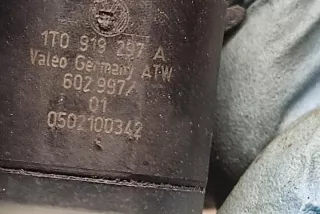 1T0 919 297 A
Valeo Germany ATW
602 997/
01
0502100342